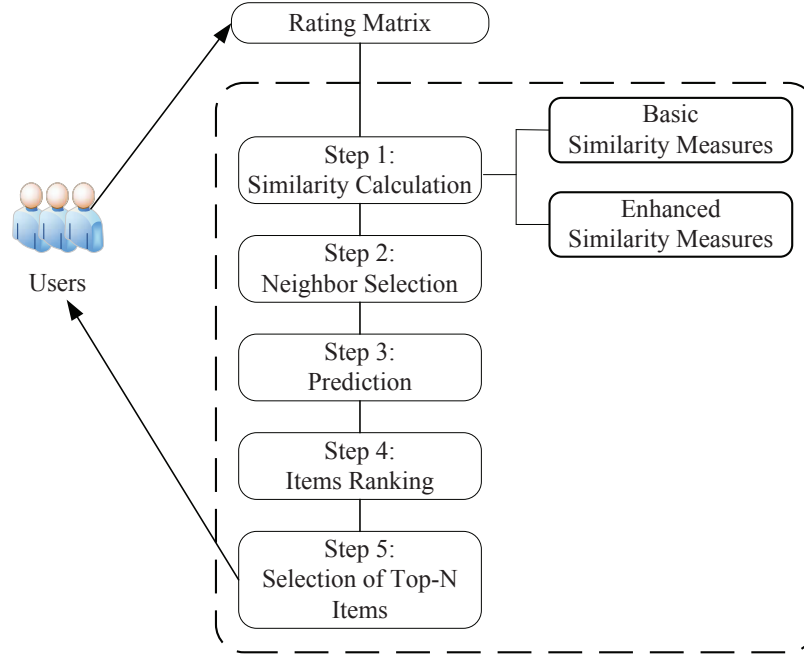 Rating Matrix
Step 1:
Similarity Calculation
Basic
Similarity Measures
Enhanced
Similarity Measures
Step 2:
Neighbor Selection
Users
Step 3:
Prediction
Step 4:
Items Ranking
Step 5:
Selection of Top-N
Items